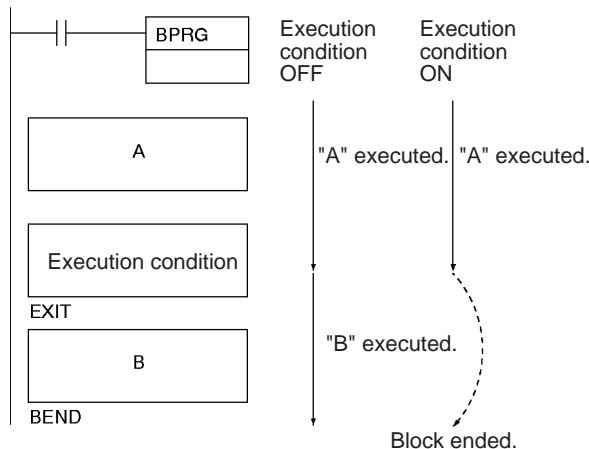 BPRG
Execution
condition
OFF
Execution
condition
ON
A
"A" executed.
"A" executed.
Execution condition
EXIT
B
"B" executed.
BEND
Block ended.